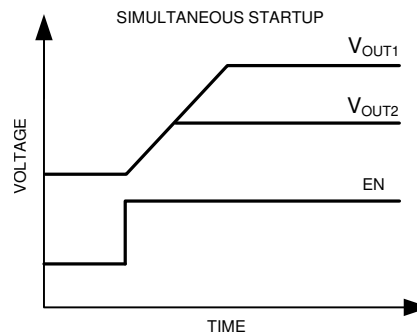 SIMULTANEOUS STARTUP
VOUT1
VOUT2
EN
VOLTAGE
TIME